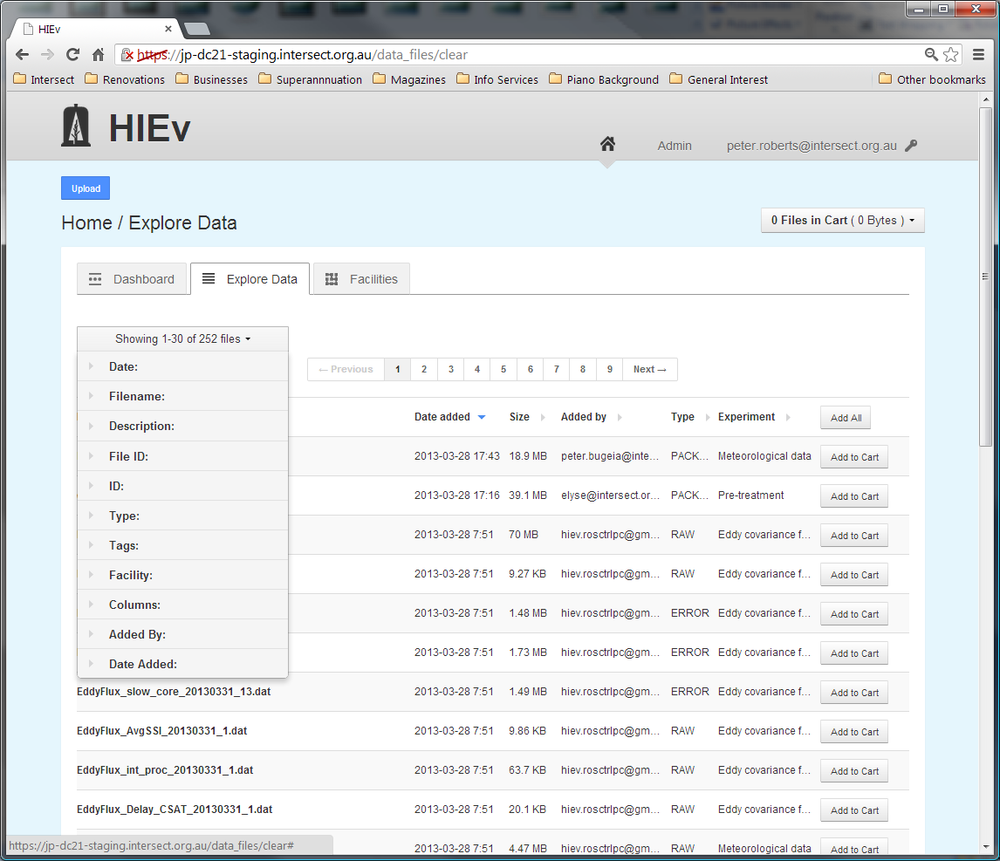 HIEv
https://jp-dc21-staging.intersect.org.au/data_files/clear
Intersect Renovations Businesses Superannnuation Magazines Info Services Piano Background General Interest Other bookmarks
HIEv
Admin peter.roberts@intersect.org.au
Upload
Home / Explore Data
0 Files in Cart ( 0 Bytes )
Dashboard Explore Data Facilities
Showing 1-30 of 252 files
Date:
Filename:
Description:
File ID:
ID:
Type:
Tags:
Facility:
Columns:
Added By:
Date Added:
← Previous 1 2 3 4 5 6 7 8 9 Next →
Date added Size Added by Type Experiment Add All
2013-03-28 17:43 18.9 MB peter.bugeia@inte... PACK... Meteorological data Add to Cart
2013-03-28 17:16 39.1 MB elyse@intersect.or... PACK... Pre-treatment Add to Cart
2013-03-28 7:51 70 MB hiev.rosctrlpc@gm... RAW Eddy covariance f... Add to Cart
2013-03-28 7:51 9.27 KB hiev.rosctrlpc@gm... RAW Eddy covariance f... Add to Cart
2013-03-28 7:51 1.48 MB hiev.rosctrlpc@gm... ERROR Eddy covariance f... Add to Cart
2013-03-28 7:51 1.73 MB hiev.rosctrlpc@gm... ERROR Eddy covariance f... Add to Cart
EddyFlux_slow_core_20130331_13.dat 2013-03-28 7:51 1.49 MB hiev.rosctrlpc@gm... ERROR Eddy covariance f... Add to Cart
EddyFlux_AvgSSI_20130331_1.dat 2013-03-28 7:51 9.86 KB hiev.rosctrlpc@gm... RAW Eddy covariance f... Add to Cart
EddyFlux_int_proc_20130331_1.dat 2013-03-28 7:51 63.7 KB hiev.rosctrlpc@gm... RAW Eddy covariance f... Add to Cart
EddyFlux_Delay_CSAT_20130331_1.dat 2013-03-28 7:51 20.1 KB hiev.rosctrlpc@gm... RAW Eddy covariance f... Add to Cart
2013-03-28 7:51 4.47 MB hiev.rosctrlpc@gm... RAW Meteorological data Add to Cart
https://jp-dc21-staging.intersect.org.au/data_files/clear#